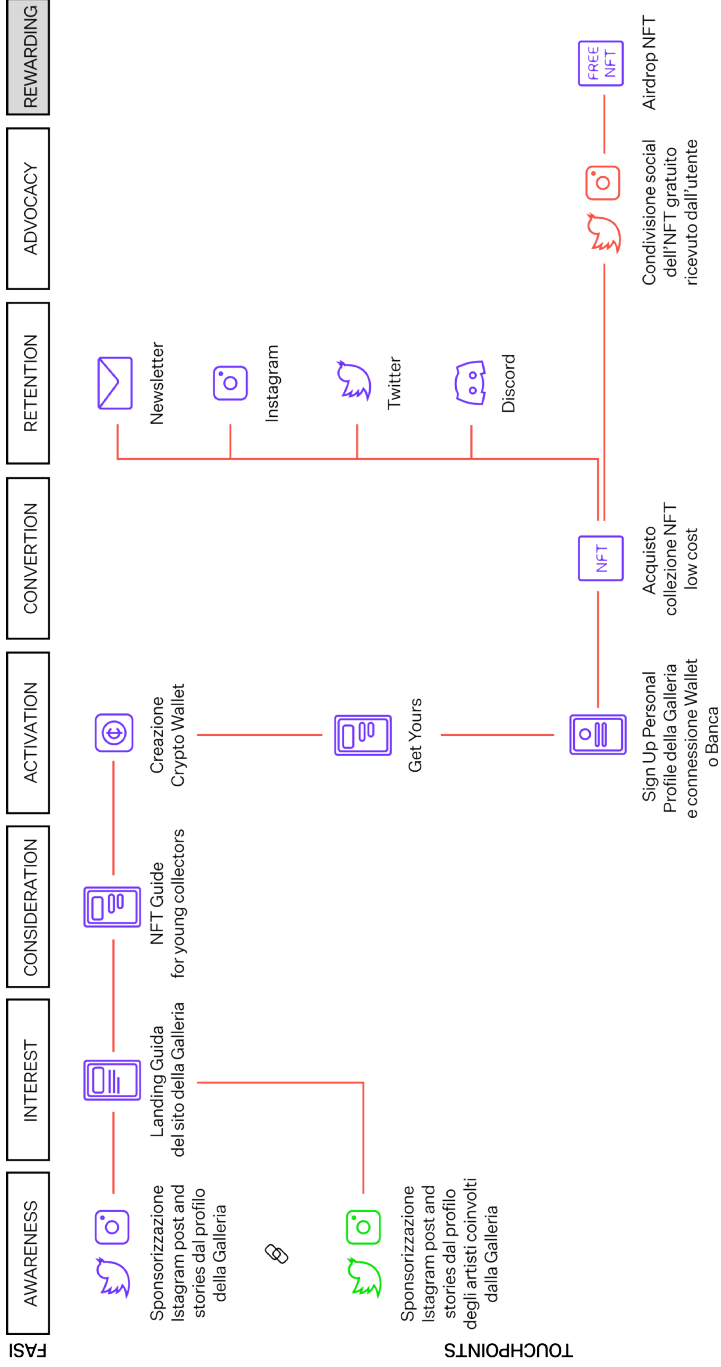 FASI
AWARENESS
INTEREST
CONSIDERATION
ACTIVATION
CONVERTION
RETENTION
ADVOCACY
REWARDING
TOUCHPOINTS
Sponsorizzazione
Istagram post and
stories dal profilo
della Galleria
Landing Guida
del sito della Galleria
NFT Guide
for young collectors
Creazione
Crypto Wallet
Newsletter
Instagram
Twitter
Discord
Sponsorizzazione
Istagram post and
stories dal profilo
degli artisti coinvolti
dalla Galleria
Get Yours
Sign Up Personal
Profile della Galleria
e connessione Wallet
o Banca
NFT
Acquisto
collezione NFT
low cost
Condivisione social
dell'NFT gratuito
ricevuto dall'utente
FREE
NFT
Airdrop NFT